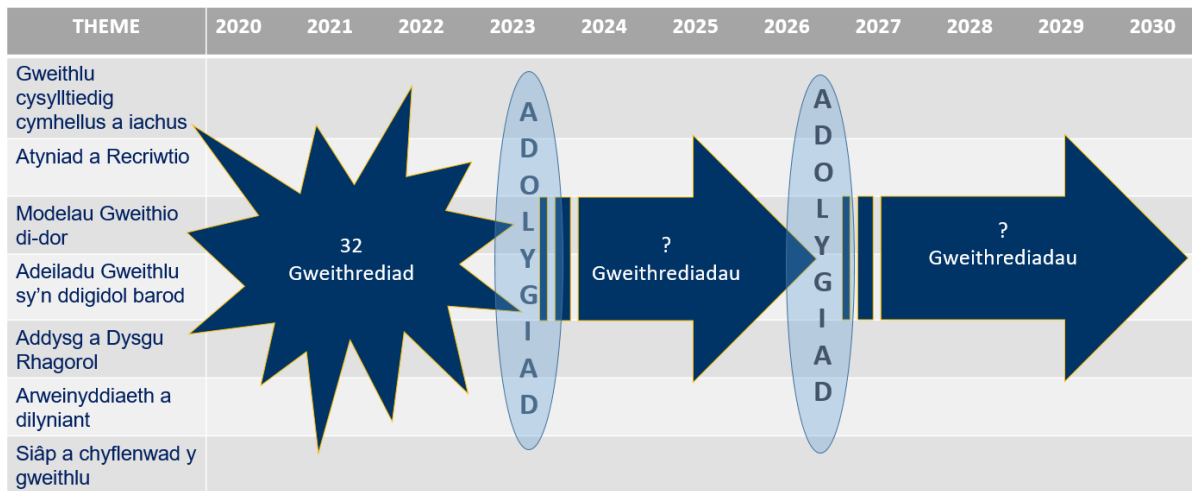 THEME 2020 2021 2022 2023 2024 2025 2026 2027 2028 2029 2030
Gweithlu
cysylltiedig
cymhellus a iachus
Atyniad a Recriwtio
Modelau Gweithio
di-dor
Adeiladu Gweithlu
sy'n ddigidol barod
Addysg a Dysgu
Rhagorol
Arweinyddiaeth a
dilyniant
Siâp a chyflenwad y
gweithlu
32
Gweithrediad
ADOLYGIAD
?
Gweithrediadau
ADOLYGIAD
?
Gweithrediadau